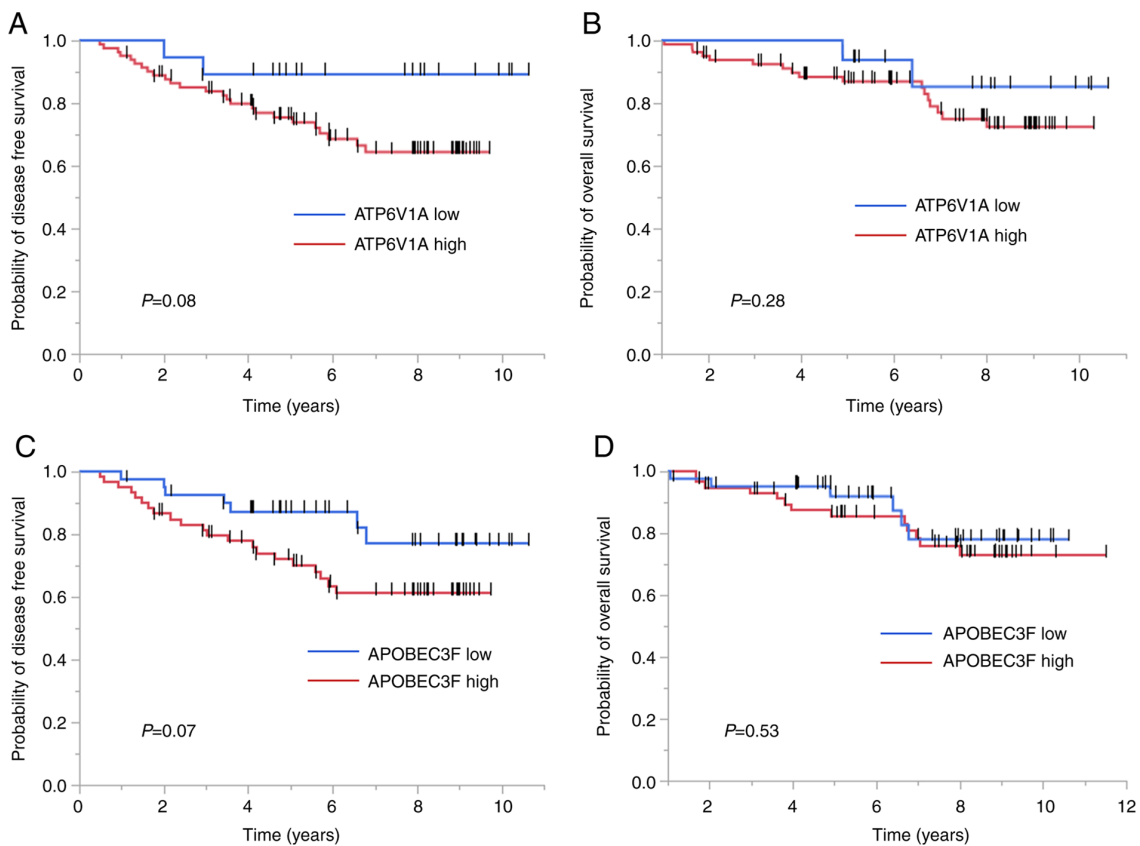 A
Probability of disease free survival
1.0
0.8
0.6
0.4
0.2
0.0
ATP6V1A low
ATP6V1A high
P=0.08
0 2 4 6 8 10
Time (years)
B
Probability of overall survival
1.0
0.8
0.6
0.4
0.2
0.0
ATP6V1A low
ATP6V1A high
P=0.28
2 4 6 8 10
Time (years)
C
Probability of disease free survival
1.0
0.8
0.6
0.4
0.2
0.0
APOBEC3F low
APOBEC3F high
P=0.07
0 2 4 6 8 10
Time (years)
D
Probability of overall survival
1.0
0.8
0.6
0.4
0.2
0.0
APOBEC3F low
APOBEC3F high
P=0.53
2 4 6 8 10 12
Time (years)